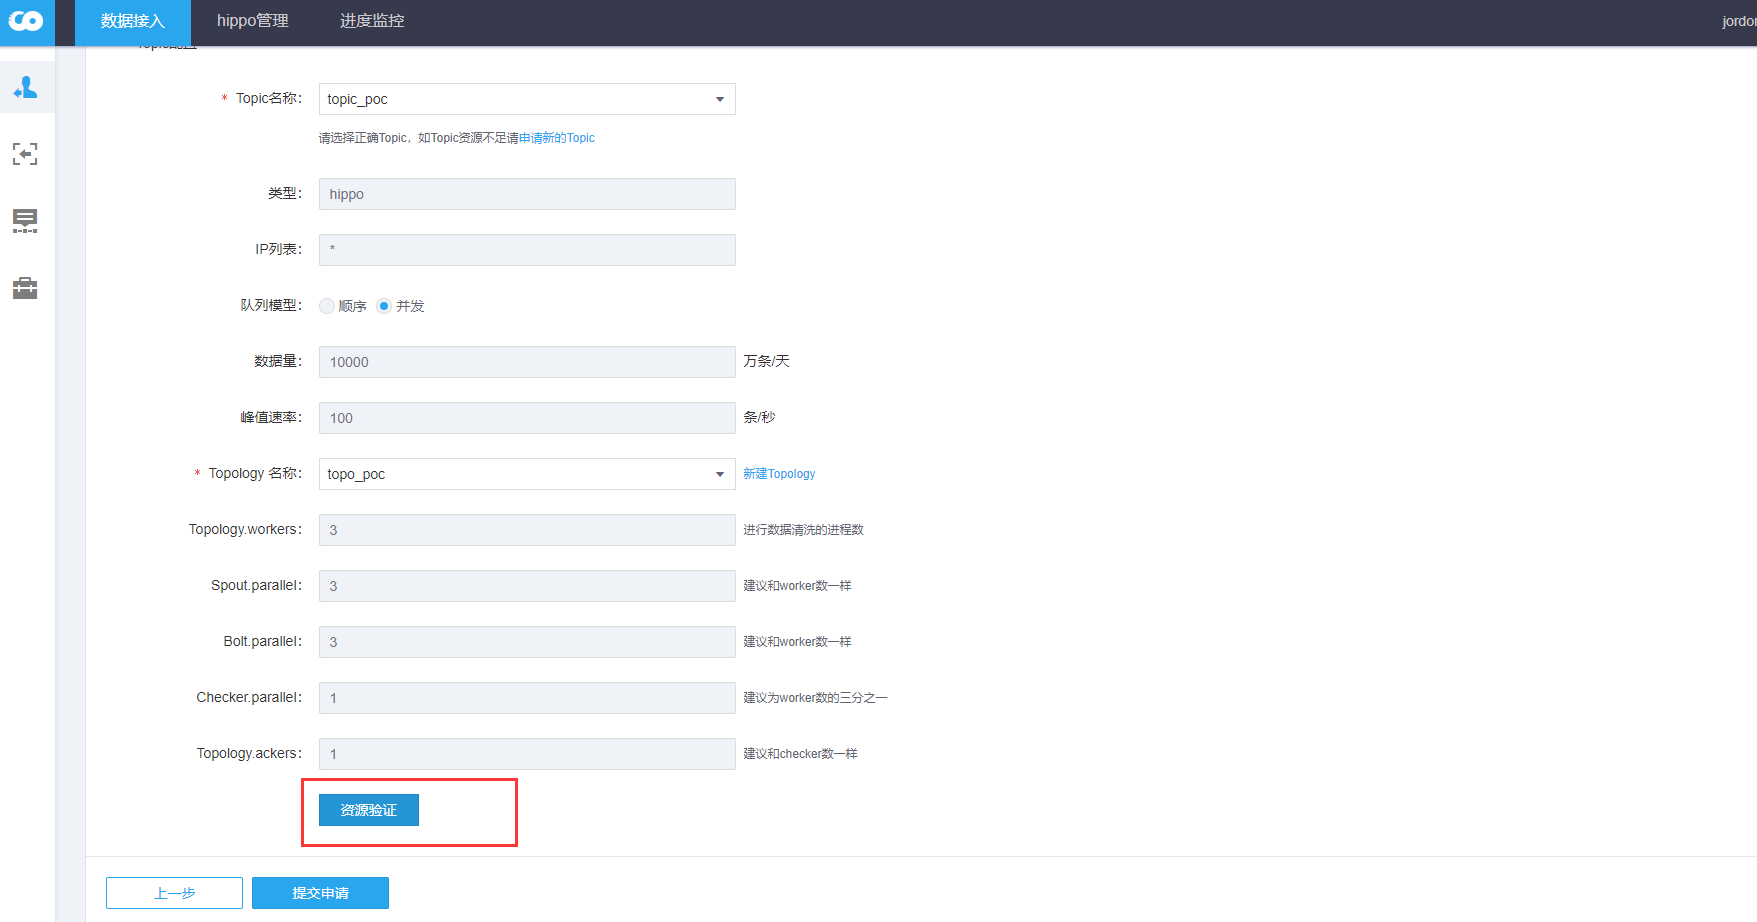 数据接入 hippo管理 进度监控 jordon
Topic配置
* Topic名称： topic_poc
请选择正确Topic，如Topic资源不足请申请新的Topic
类型： hippo
IP列表： *
队列模型： 顺序 并发
数据量： 10000 万条/天
峰值速率： 100 条/秒
* Topology 名称： topo_poc 新建Topology
Topology.workers： 3 进行数据清洗的进程数
Spout.parallel： 3 建议和worker数一样
Bolt.parallel： 3 建议和worker数一样
Checker.parallel： 1 建议为worker数的三分之一
Topology.ackers： 1 建议和checker数一样
资源验证
上一步 提交申请